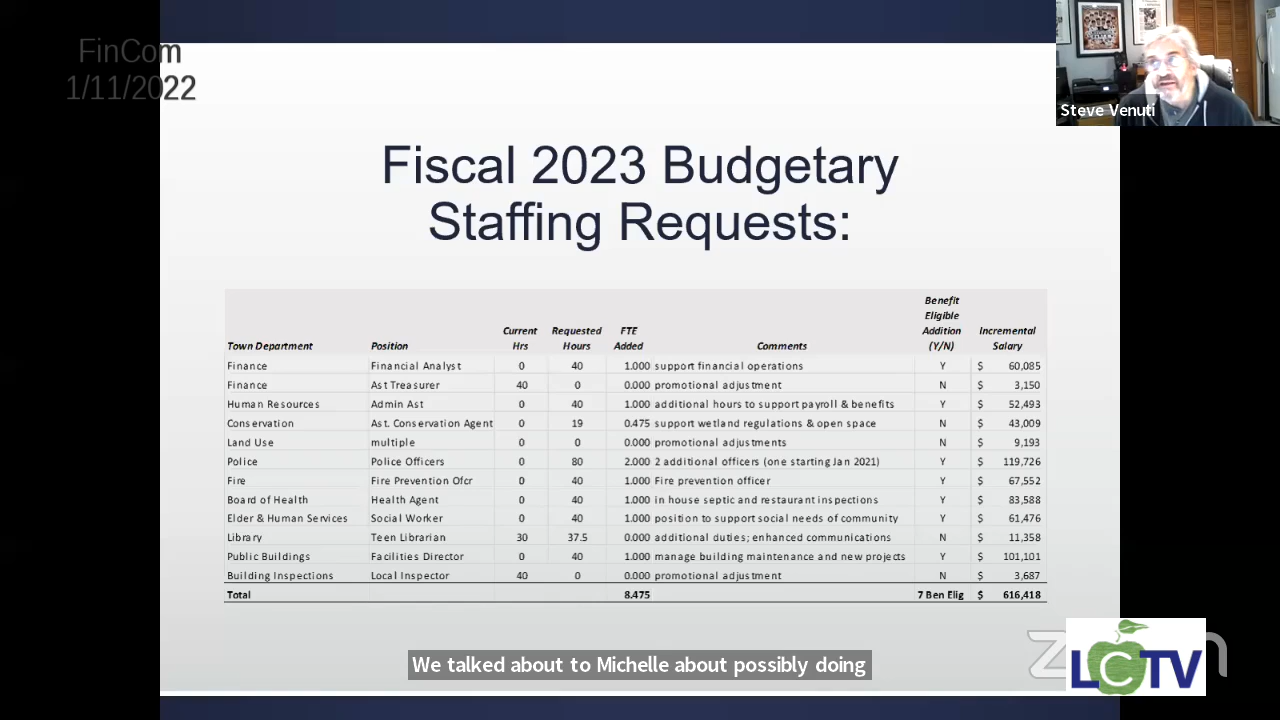 FinCom
1/11/2022
Steve Venuti
Fiscal 2023 Budgetary
Staffing Requests:
Benefit
Eligible
Current Requested FTE Addition Incremental
Town Department Position Hrs Hours Added Comments (Y/N) Salary
Finance Financial Analyst 0 40 1.000 support financial operations Y $ 60,085
Finance Ast Treasurer 40 0 0.000 promotional adjustment N $ 3,150
Human Resources Admin Ast 0 40 1.000 additional hours to support payroll & benefits Y $ 52,493
Conservation Ast. Conservation Agent 0 19 0.475 support wetland regulations & open space N $ 43,009
Land Use multiple 0 0 0.000 promotional adjustments N $ 9,193
Police Police Officers 0 80 2.000 2 additional officers (one starting Jan 2021) Y $ 119,726
Fire Fire Prevention Ofcr 0 40 1.000 Fire prevention officer Y $ 67,552
Board of Health Health Agent 0 40 1.000 in house septic and restaurant inspections Y $ 83,588
Elder & Human Services Social Worker 0 40 1.000 position to support social needs of community Y $ 61,476
Library Teen Librarian 30 37.5 0.000 additional duties; enhanced communications N $ 11,358
Public Buildings Facilities Director 0 40 1.000 manage building maintenance and new projects Y $ 101,101
Building Inspections Local Inspector 40 0 0.000 promotional adjustment N $ 3,687
Total 8.475 7 Ben Elig $ 616,418
We talked about to Michelle about possibly doing
LCTV